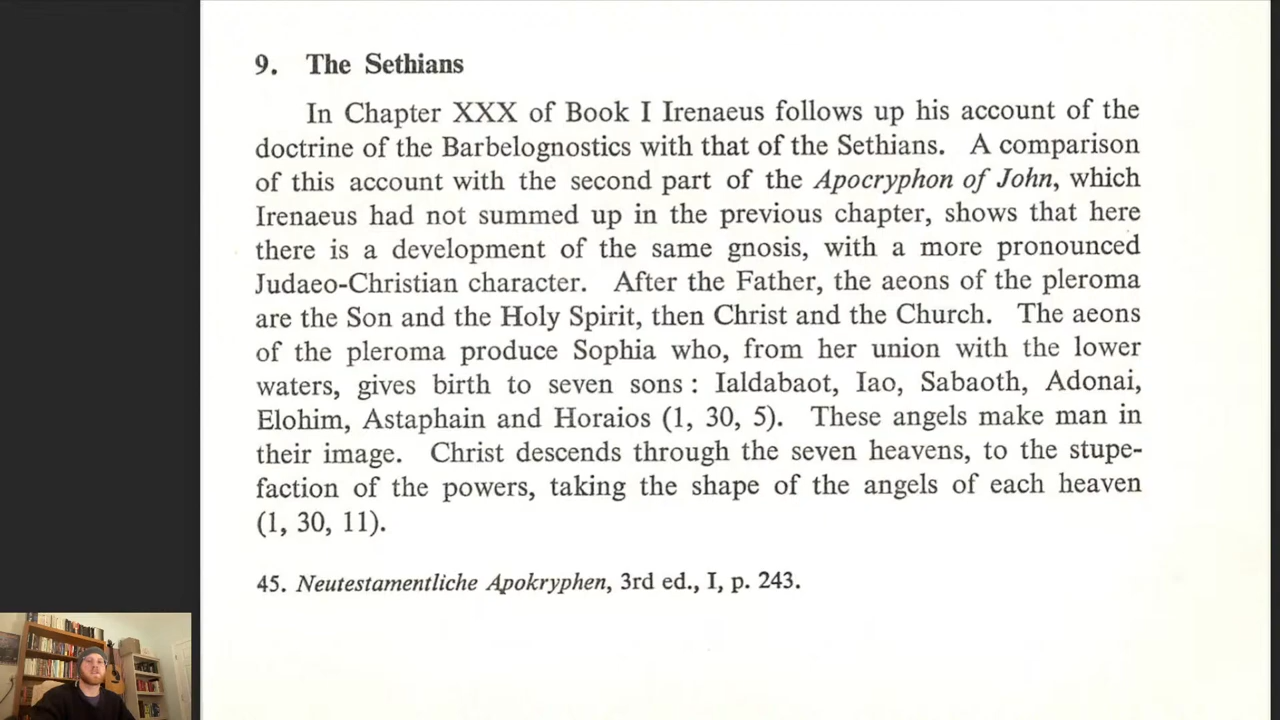 9. The Sethians
In Chapter XXX of Book I Irenaeus follows up his account of the
doctrine of the Barbelognostics with that of the Sethians. A comparison
of this account with the second part of the Apocryphon of John, which
Irenaeus had not summed up in the previous chapter, shows that here
there is a development of the same gnosis, with a more pronounced
Judaeo-Christian character. After the Father, the aeons of the pleroma
are the Son and the Holy Spirit, then Christ and the Church. The aeons
of the pleroma produce Sophia who, from her union with the lower
waters, gives birth to seven sons : Ialdabaot, Iao, Sabaoth, Adonai,
Elohim, Astaphain and Horaios (1, 30, 5). These angels make man in
their image. Christ descends through the seven heavens, to the stupe-
faction of the powers, taking the shape of the angels of each heaven
(1, 30, 11).
45. Neutestamentliche Apokryphen, 3rd ed., I, p. 243.